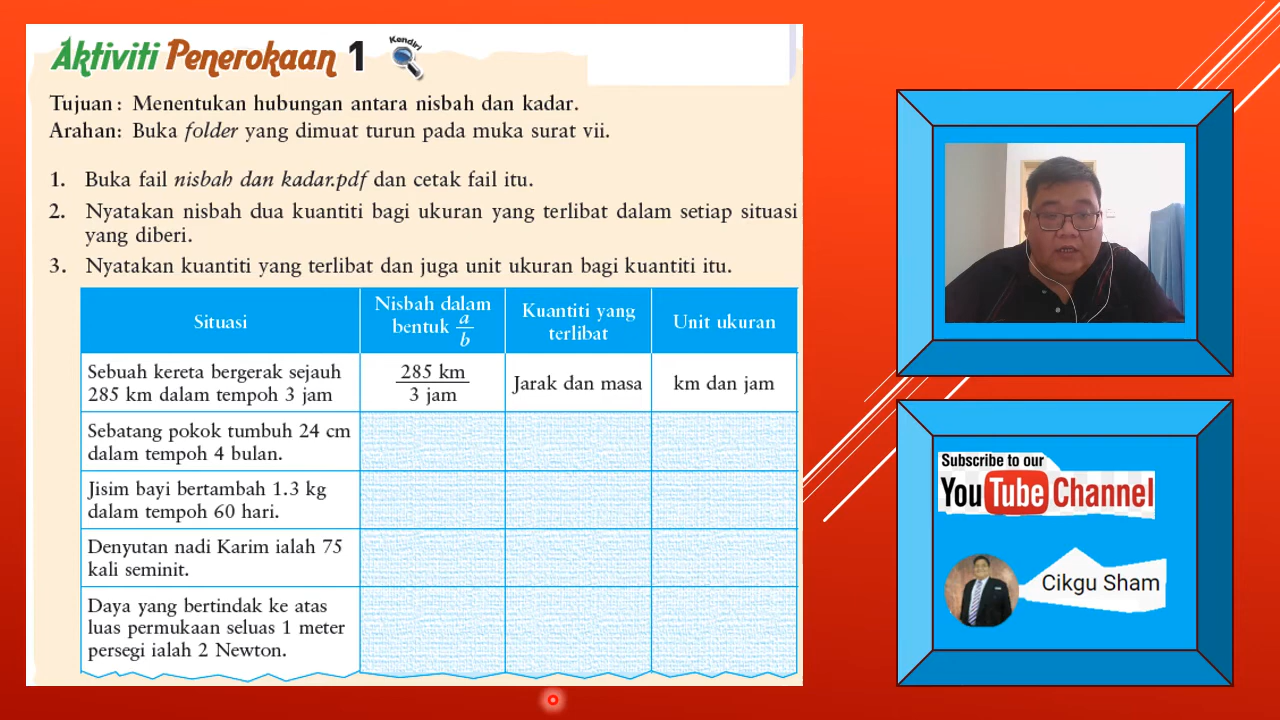 Aktiviti Penerokaan 1
Kendiri
Tujuan : Menentukan hubungan antara nisbah dan kadar.
Arahan: Buka folder yang dimuat turun pada muka surat vii.
1. Buka fail nisbah dan kadar.pdf dan cetak fail itu.
2. Nyatakan nisbah dua kuantiti bagi ukuran yang terlibat dalam setiap situasi
yang diberi.
3. Nyatakan kuantiti yang terlibat dan juga unit ukuran bagi kuantiti itu.
Situasi
Nisbah dalam
bentuk a/b
Kuantiti yang
terlibat
Unit ukuran
Sebuah kereta bergerak sejauh
285 km dalam tempoh 3 jam
285 km
3 jam
Jarak dan masa
km dan jam
Sebatang pokok tumbuh 24 cm
dalam tempoh 4 bulan.
Jisim bayi bertambah 1.3 kg
dalam tempoh 60 hari.
Denyutan nadi Karim ialah 75
kali seminit.
Daya yang bertindak ke atas
luas permukaan seluas 1 meter
persegi ialah 2 Newton.
Subscribe to our
YouTube Channel
Cikgu Sham